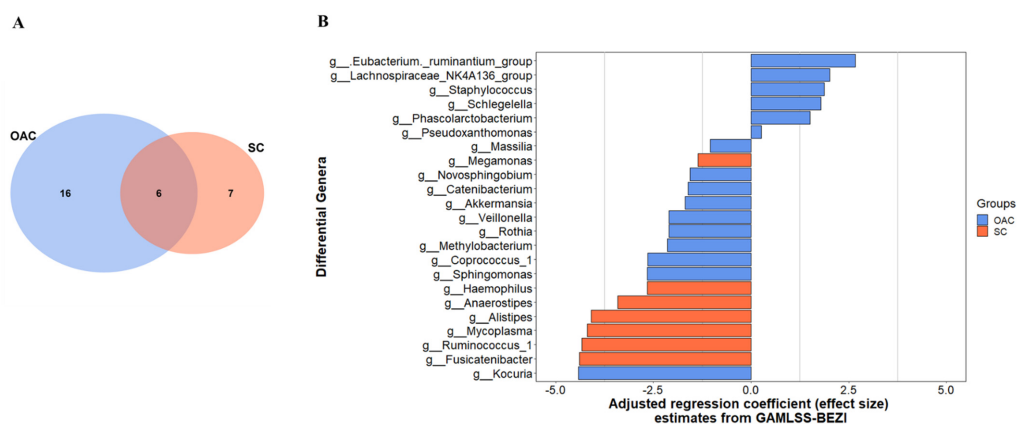 A
B
OAC
SC
16
6
7
Differential Genera
g__.Eubacterium._ruminantium_group
g__Lachnospiraceae_NK4A136_group
g__Staphylococcus
g__Schlegelella
g__Phascolarctobacterium
g__Pseudoxanthomonas
g__Massilia
g__Megamonas
g__Novosphingobium
g__Catenibacterium
g__Akkermansia
g__Veillonella
g__Rothia
g__Methylobacterium
g__Coprococcus_1
g__Sphingomonas
g__Haemophilus
g__Anaerostipes
g__Alistipes
g__Mycoplasma
g__Ruminococcus_1
g__Fusicatenibacter
g__Kocuria
Groups
OAC
SC
-5.0 -2.5 0.0 2.5 5.0
Adjusted regression coefficient (effect size)
estimates from GAMLSS-BEZI